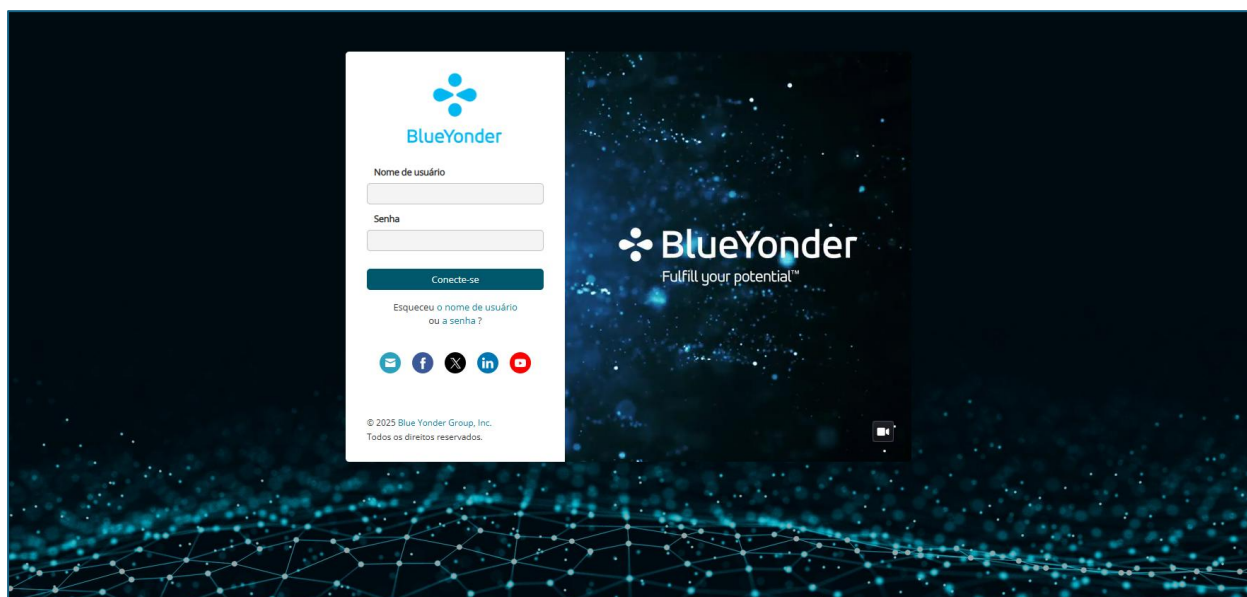 BlueYonder
Nome de usuário
Senha
Conecte-se
Esqueceu o nome de usuário
ou a senha ?
© 2025 Blue Yonder Group, Inc.
Todos os direitos reservados.
BlueYonder
Fulfill your potential™